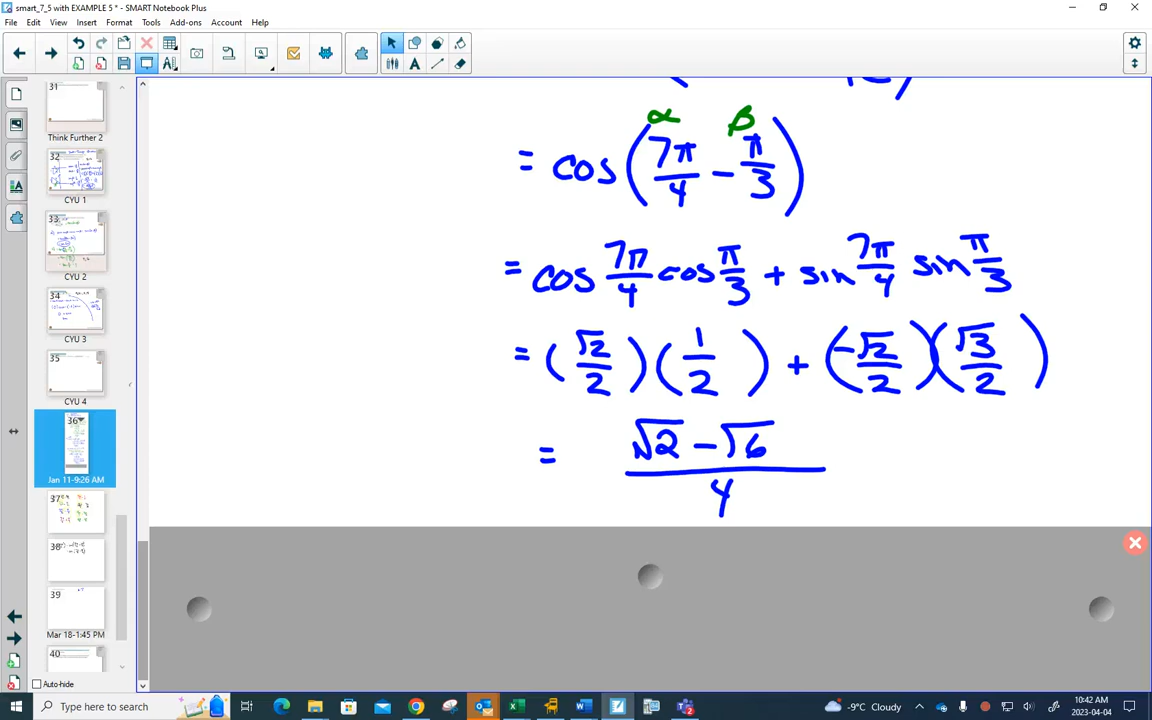 smart_7_5 with EXAMPLE 5 * - SMART Notebook Plus
File Edit View Insert Format Tools Add-ons Account Help
31
Think Further 2
32
CYU 1
33
CYU 2
34
CYU 3
35
CYU 4
36
Jan 11-9:26 AM
37
38
39
Mar 18-1:45 PM
40
Auto-hide
α β
= cos(7π/4 - π/3)
= cos 7π/4 cos π/3 + sin 7π/4 sin π/3
= (√2/2)(1/2) + (-√2/2)(√3/2)
= √2 - √6 / 4
Type here to search
-9°C Cloudy
10:42 AM
2023-04-04